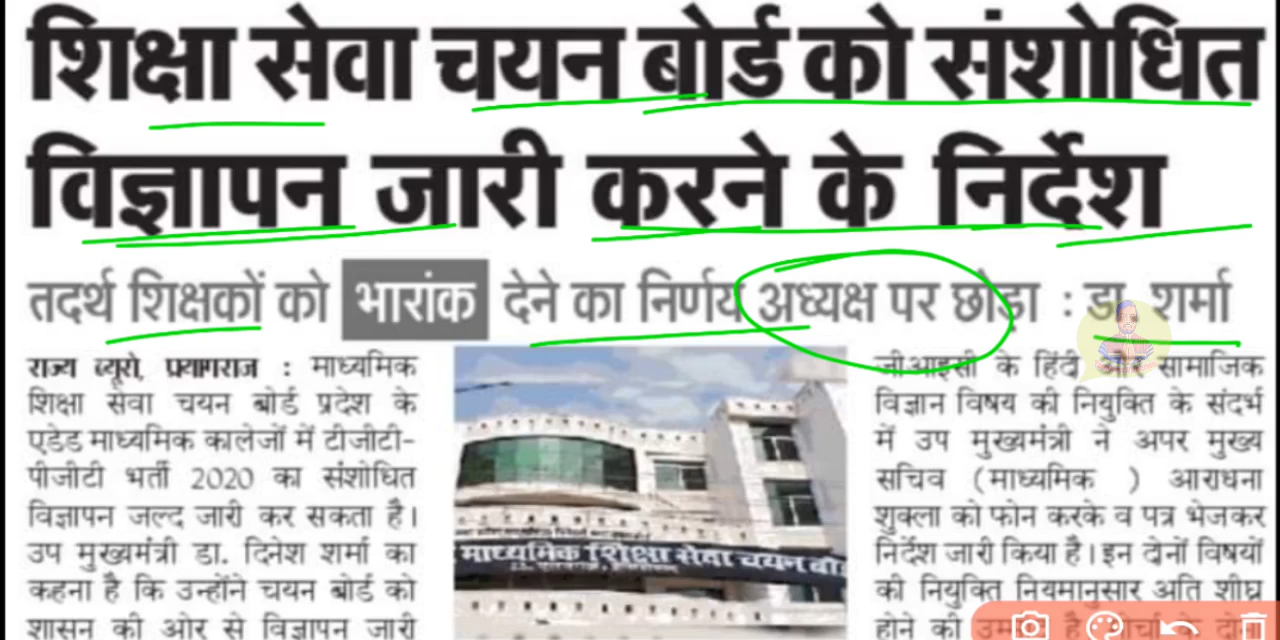 शिक्षा सेवा चयन बोर्ड को संशोधित
विज्ञापन जारी करने के निर्देश
तदर्थ शिक्षकों को भारांक देने का निर्णय अध्यक्ष पर छोड़ा : डा. शर्मा
राज्य ब्यूरो, प्रयागराज : माध्यमिक
शिक्षा सेवा चयन बोर्ड प्रदेश के
एडेड माध्यमिक कालेजों में टीजीटी-
पीजीटी भर्ती 2020 का संशोधित
विज्ञापन जल्द जारी कर सकता है।
उप मुख्यमंत्री डा. दिनेश शर्मा का
कहना है कि उन्होंने चयन बोर्ड को
शासन की ओर से विज्ञापन जारी
माध्यमिक शिक्षा सेवा चयन बो
जीआइसी के हिंदी और सामाजिक
विज्ञान विषय की नियुक्ति के संदर्भ
में उप मुख्यमंत्री ने अपर मुख्य
सचिव (माध्यमिक ) आराधना
शुक्ला को फोन करके व पत्र भेजकर
निर्देश जारी किया है। इन दोनों विषयों
की नियुक्ति नियमानुसार अति शीघ्र
होने की